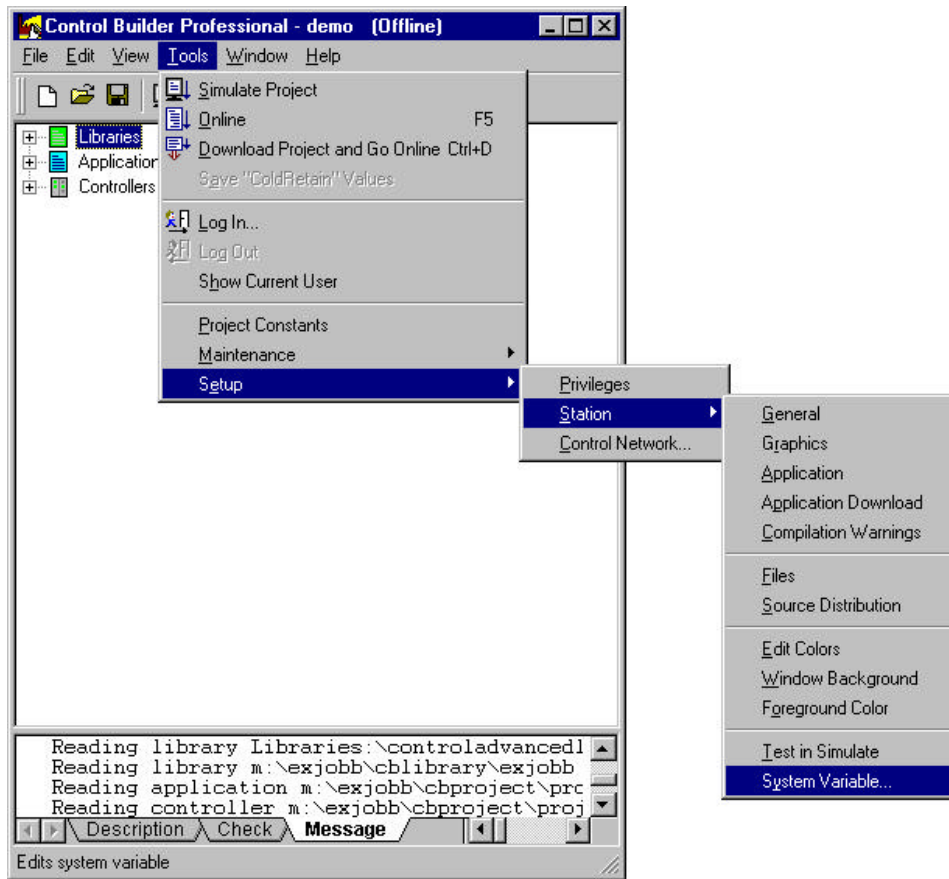 Control Builder Professional - demo (Offline)
File Edit View Tools Window Help
Simulate Project
Online F5
Download Project and Go Online Ctrl+D
Save "ColdRetain" Values
Log In...
Log Out
Show Current User
Project Constants
Maintenance
Setup
Libraries
Application
Controllers
Privileges
Station
Control Network...
General
Graphics
Application
Application Download
Compilation Warnings
Files
Source Distribution
Edit Colors
Window Background
Foreground Color
Test in Simulate
System Variable...
Reading library Libraries:\controladvancedl
Reading library m:\exjobb\cblibrary\exjobb
Reading application m:\exjobb\cbproject\prc
Reading controller m:\exjobb\cbproject\proj
Description Check Message
Edits system variable